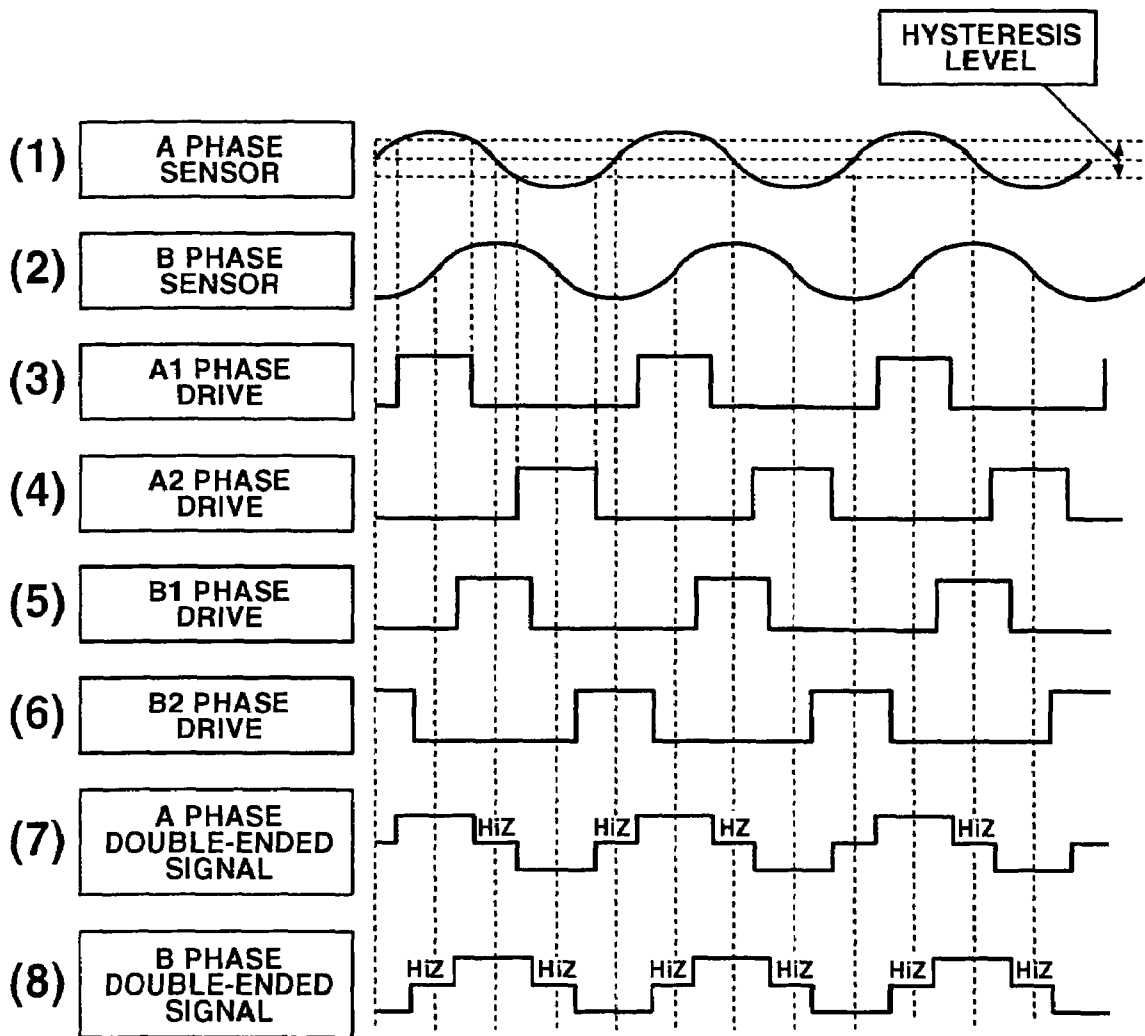 HYSTERESIS
LEVEL
(1)
A PHASE
SENSOR
(2)
B PHASE
SENSOR
(3)
A1 PHASE
DRIVE
(4)
A2 PHASE
DRIVE
(5)
B1 PHASE
DRIVE
(6)
B2 PHASE
DRIVE
(7)
A PHASE
DOUBLE-ENDED
SIGNAL
HiZ HiZ HZ HiZ
(8)
B PHASE
DOUBLE-ENDED
SIGNAL
HiZ HiZ HiZ HiZ HiZ HiZ